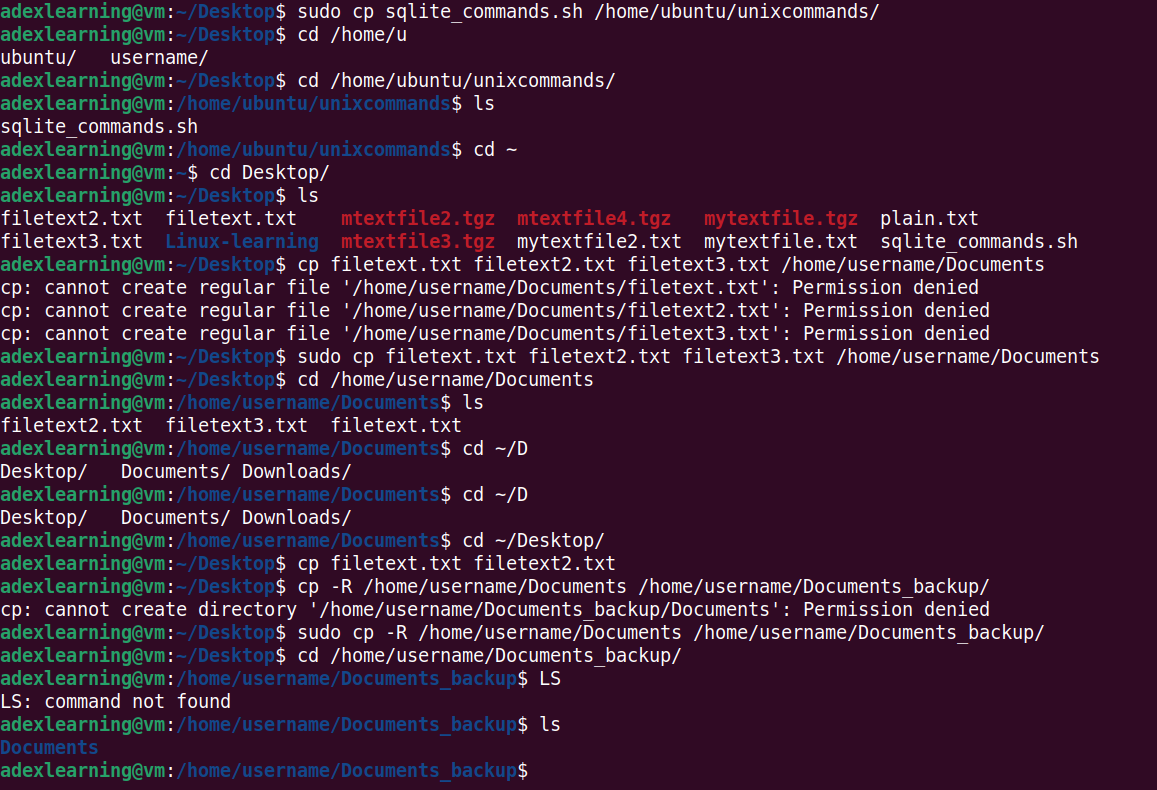 adexlearning@vm:~/Desktop$ sudo cp sqlite_commands.sh /home/ubuntu/unixcommands/
adexlearning@vm:~/Desktop$ cd /home/u
ubuntu/   username/
adexlearning@vm:~/Desktop$ cd /home/ubuntu/unixcommands/
adexlearning@vm:/home/ubuntu/unixcommands$ ls
sqlite_commands.sh
adexlearning@vm:/home/ubuntu/unixcommands$ cd ~
adexlearning@vm:~$ cd Desktop/
adexlearning@vm:~/Desktop$ ls
filetext2.txt  filetext.txt    mtextfile2.tgz  mtextfile4.tgz   mytextfile.tgz  plain.txt
filetext3.txt  Linux-learning  mtextfile3.tgz  mytextfile2.txt  mytextfile.txt  sqlite_commands.sh
adexlearning@vm:~/Desktop$ cp filetext.txt filetext2.txt filetext3.txt /home/username/Documents
cp: cannot create regular file '/home/username/Documents/filetext.txt': Permission denied
cp: cannot create regular file '/home/username/Documents/filetext2.txt': Permission denied
cp: cannot create regular file '/home/username/Documents/filetext3.txt': Permission denied
adexlearning@vm:~/Desktop$ sudo cp filetext.txt filetext2.txt filetext3.txt /home/username/Documents
adexlearning@vm:~/Desktop$ cd /home/username/Documents
adexlearning@vm:/home/username/Documents$ ls
filetext2.txt  filetext3.txt  filetext.txt
adexlearning@vm:/home/username/Documents$ cd ~/D
Desktop/   Documents/ Downloads/
adexlearning@vm:/home/username/Documents$ cd ~/D
Desktop/   Documents/ Downloads/
adexlearning@vm:/home/username/Documents$ cd ~/Desktop/
adexlearning@vm:~/Desktop$ cp filetext.txt filetext2.txt
adexlearning@vm:~/Desktop$ cp -R /home/username/Documents /home/username/Documents_backup/
cp: cannot create directory '/home/username/Documents_backup/Documents': Permission denied
adexlearning@vm:~/Desktop$ sudo cp -R /home/username/Documents /home/username/Documents_backup/
adexlearning@vm:~/Desktop$ cd /home/username/Documents_backup/
adexlearning@vm:/home/username/Documents_backup$ LS
LS: command not found
adexlearning@vm:/home/username/Documents_backup$ ls
Documents
adexlearning@vm:/home/username/Documents_backup$